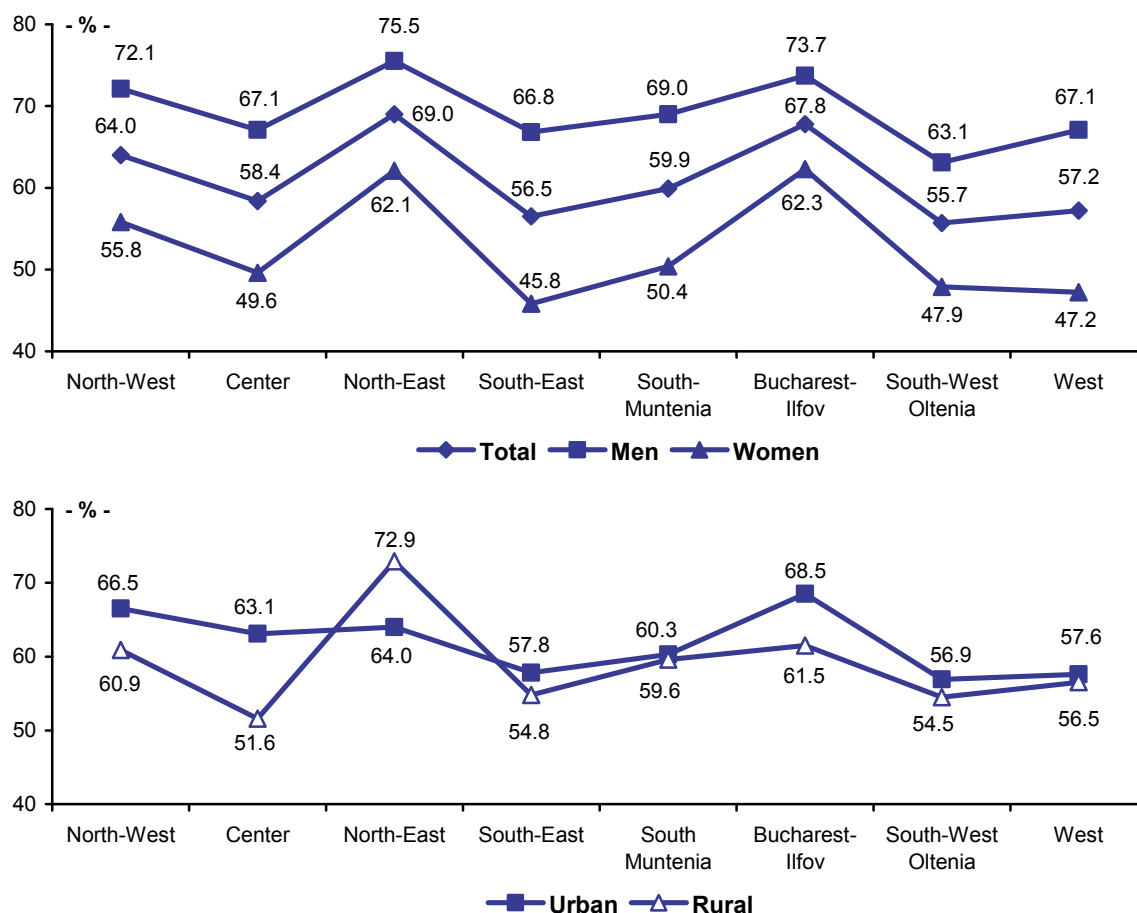 80
- % -
75.5
73.7
72.1
69.0
67.1
66.8
67.1
70
67.8
64.0
69.0
63.1
58.4
59.9
57.2
56.5
55.7
60
62.1
62.3
55.8
50
45.8
49.6
50.4
47.9
47.2
40
North-West
Center
North-East
South-East
South-
Muntenia
Bucharest-
Ilfov
South-West
Oltenia
West
Total
Men
Women
80
- % -
72.9
70
66.5
63.1
68.5
60.3
57.8
57.6
56.9
60
64.0
60.9
61.5
59.6
54.8
54.5
56.5
51.6
50
40
North-West
Center
North-East
South-East
South
Muntenia
Bucharest-
Ilfov
South-West
Oltenia
West
Urban
Rural